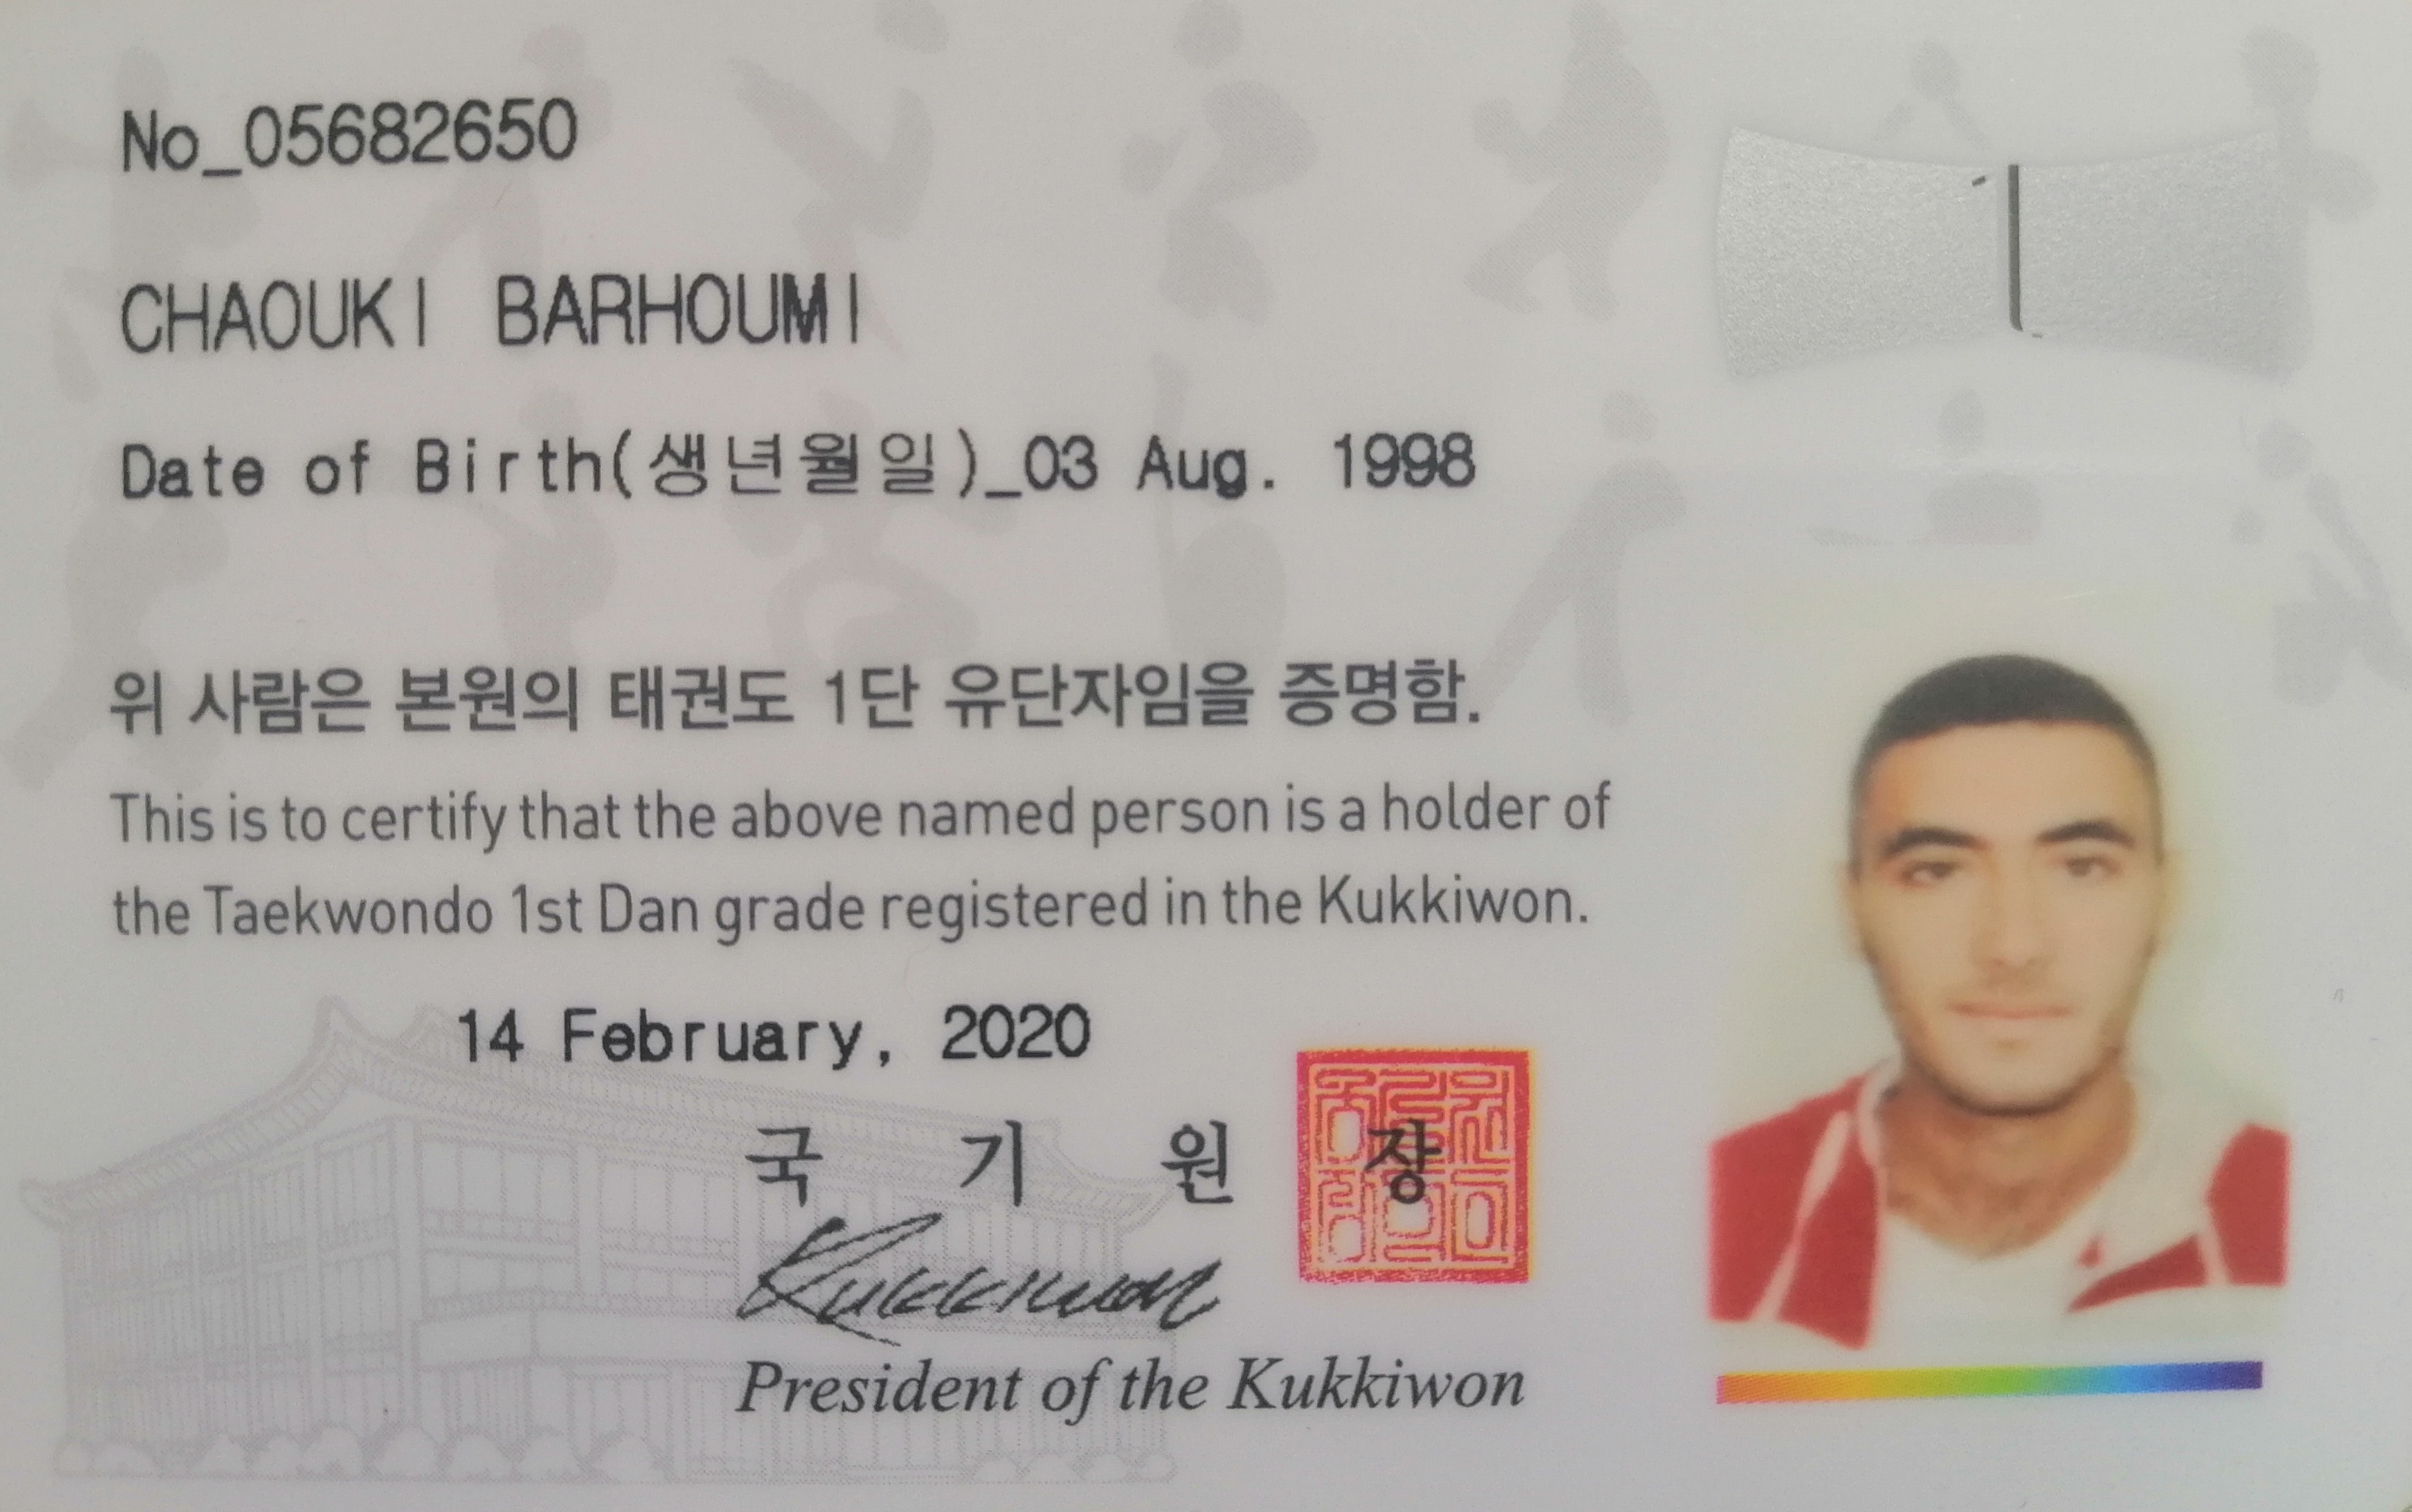 No_05682650
CHAOUKI BARHOUMI
Date of Birth(생년월일)_03 Aug. 1998
위 사람은 본원의 태권도 1단 유단자임을 증명함.
This is to certify that the above named person is a holder of
the Taekwondo 1st Dan grade registered in the Kukkiwon.
14 February, 2020
국 기 원 장
Kukkiwon
President of the Kukkiwon